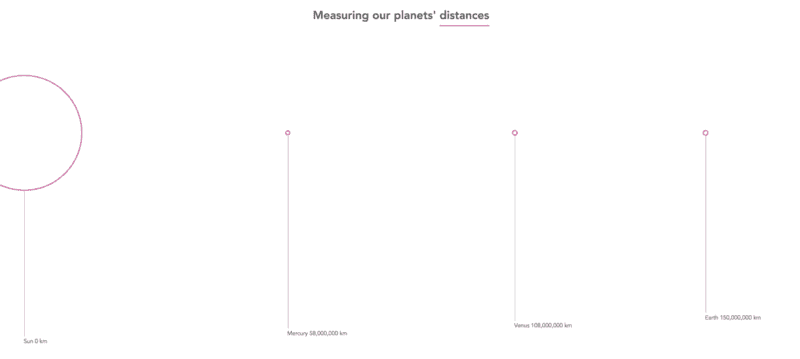 Measuring our planets' distances
Sun 0 km
Mercury 58,000,000 km
Venus 108,000,000 km
Earth 150,000,000 km